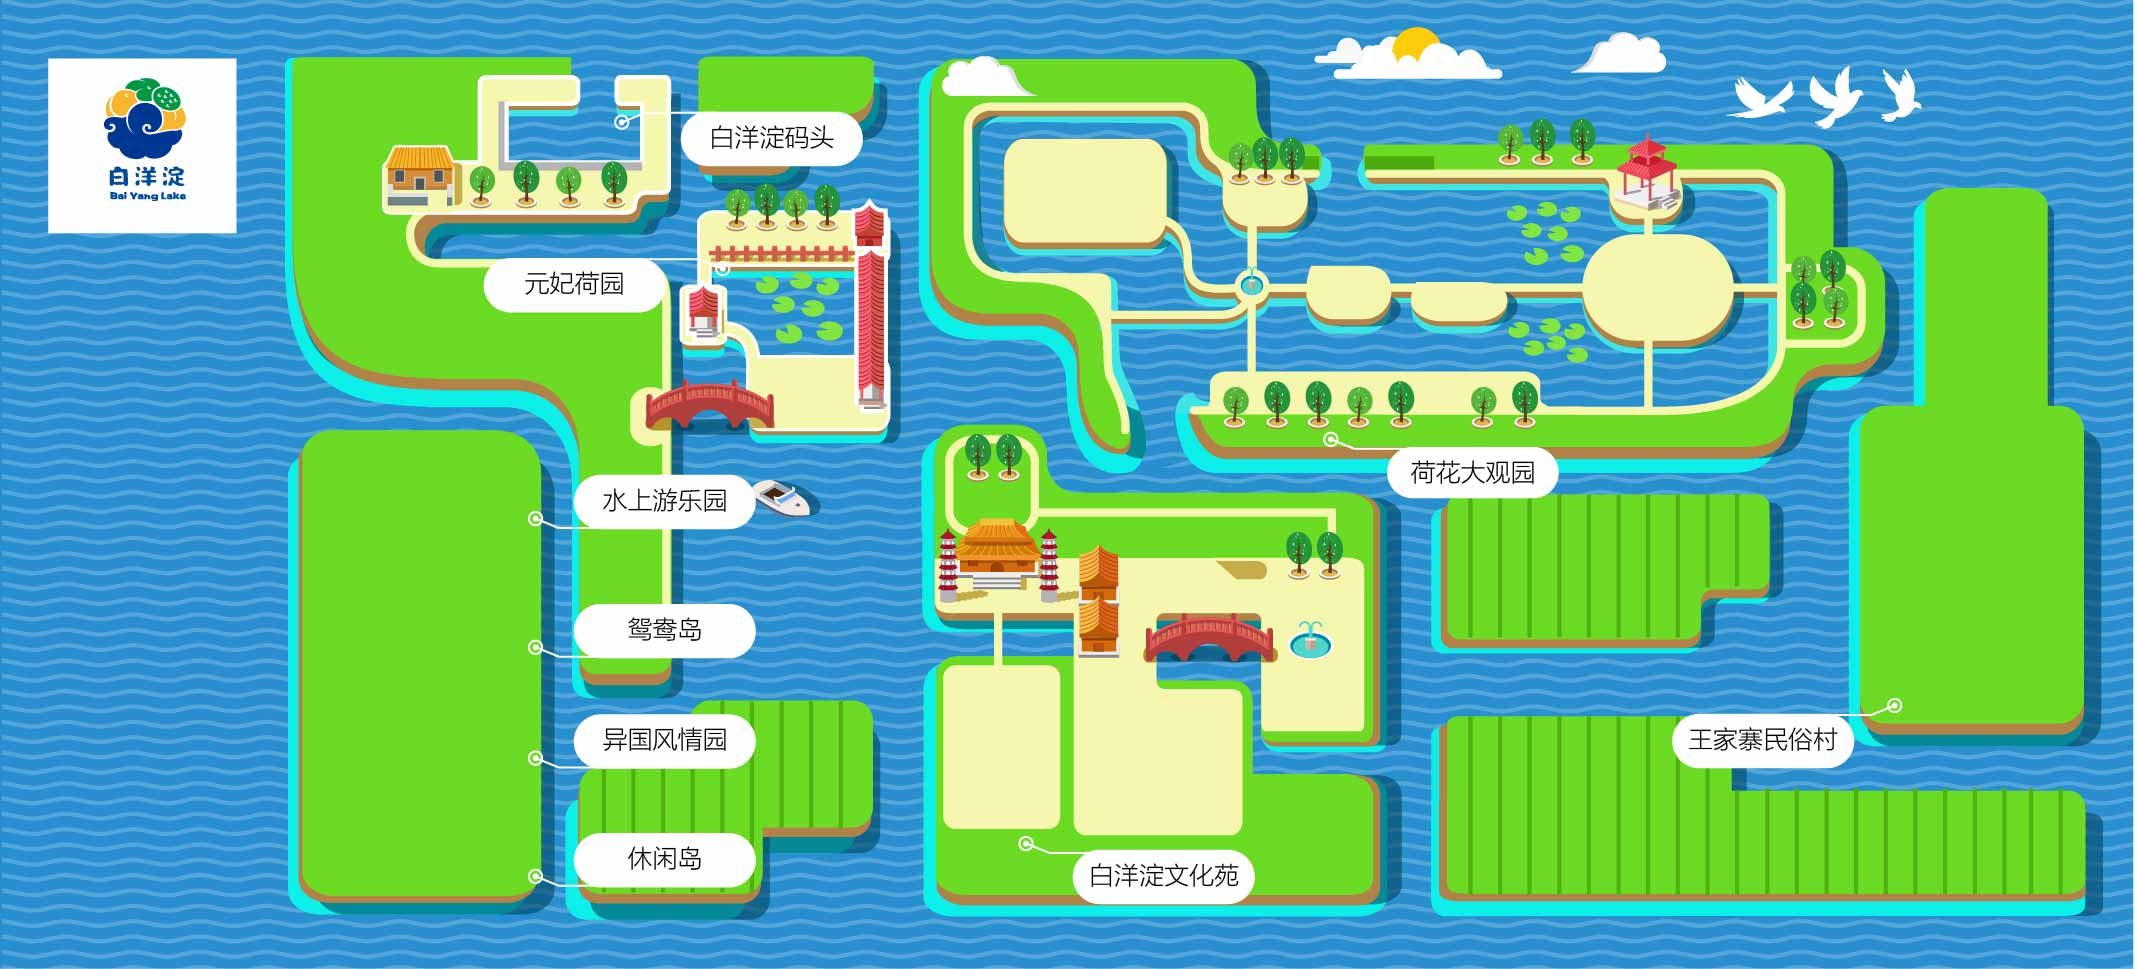 白洋淀
Bai Yang Lake
白洋淀码头
元妃荷园
水上游乐园
鸳鸯岛
异国风情园
休闲岛
荷花大观园
白洋淀文化苑
王家寨民俗村